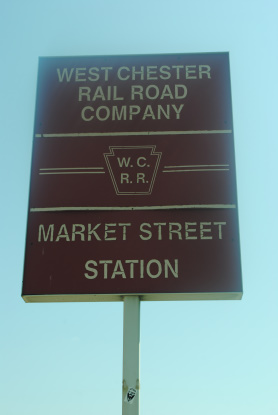 WEST CHESTER
RAIL ROAD
COMPANY
W. C.
R. R.
MARKET STREET
STATION